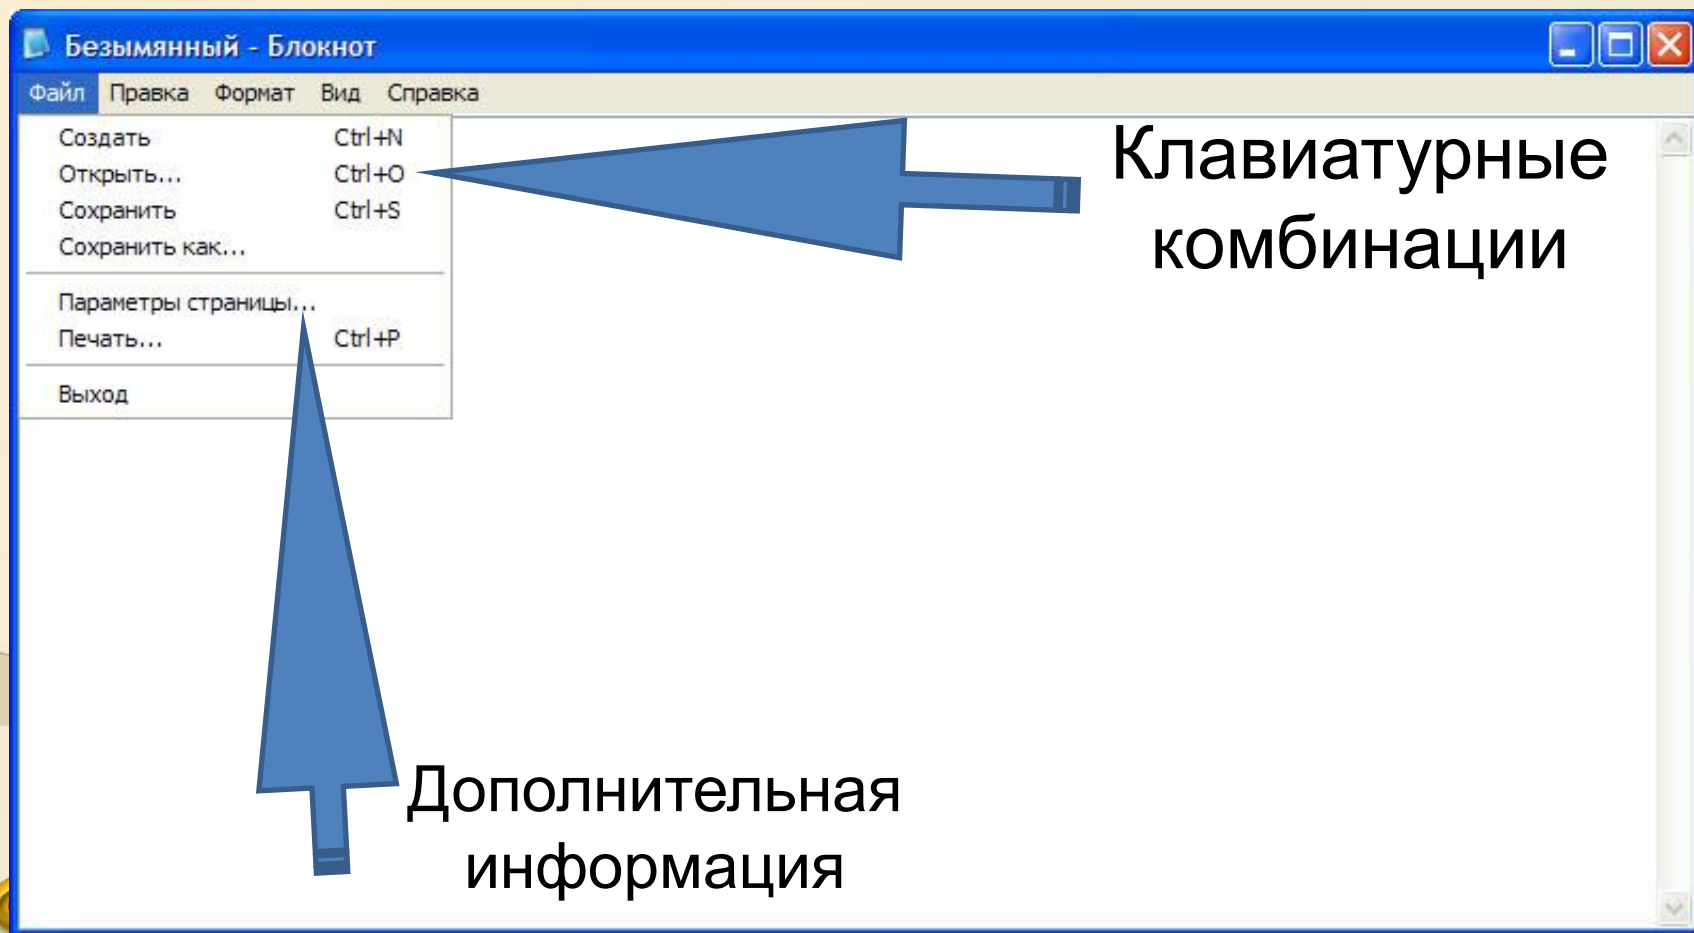 Безымянный - Блокнот
Файл Правка Формат Вид Справка
Создать Ctrl+N
Открыть... Ctrl+O
Сохранить Ctrl+S
Сохранить как...
Параметры страницы...
Печать... Ctrl+P
Выход
Клавиатурные
комбинации
Дополнительная
информация